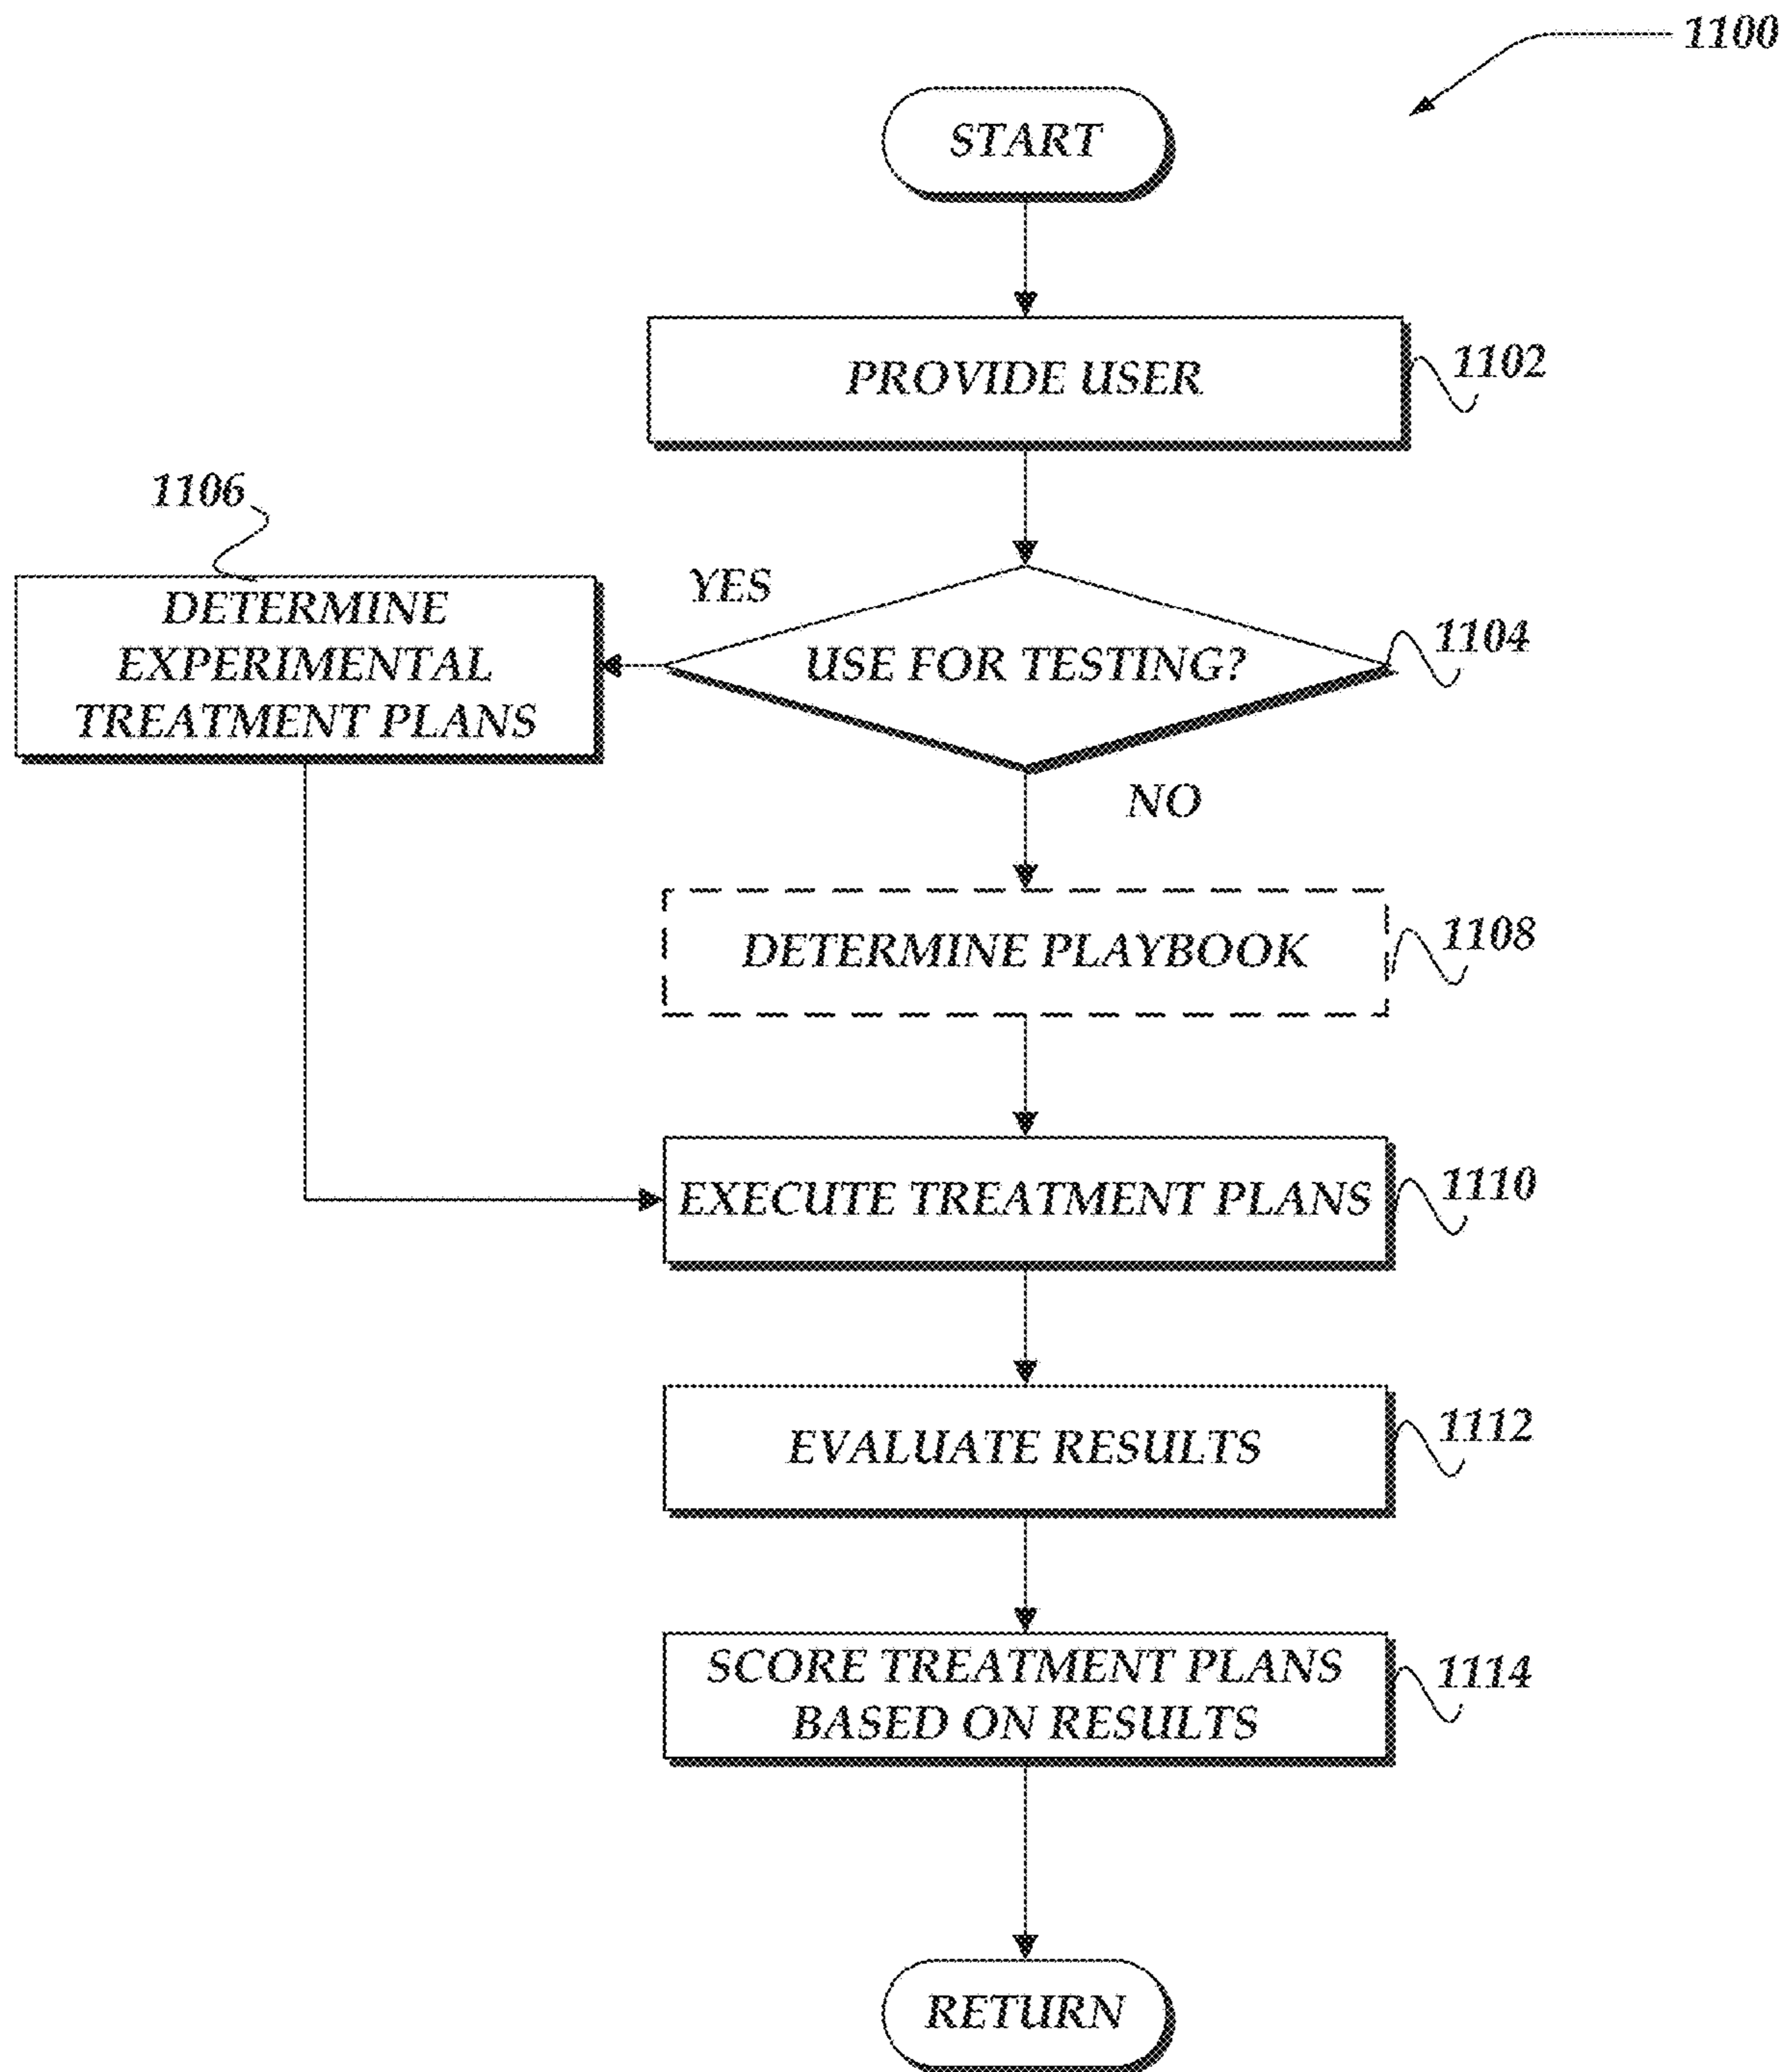 1100
START
PROVIDE USER
1102
1106
YES
DETERMINE
EXPERIMENTAL
TREATMENT PLANS
USE FOR TESTING?
1104
NO
DETERMINE PLAYBOOK
1108
EXECUTE TREATMENT PLANS
1110
EVALUATE RESULTS
1112
SCORE TREATMENT PLANS
BASED ON RESULTS
1114
RETURN